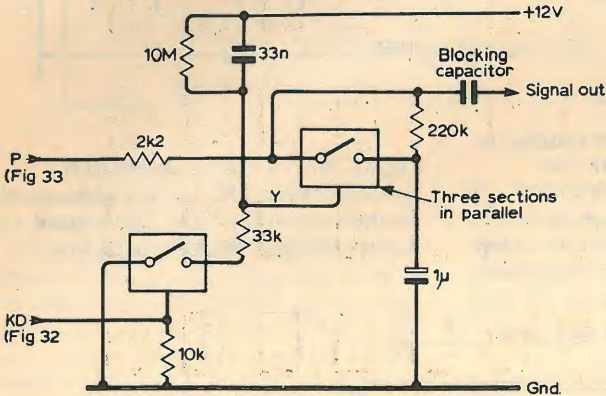 +12V
10M
33n
Blocking
capacitor
Signal out
220k
2k2
P
(Fig 33
Y
Three sections
in parallel
33k
1µ
KD
(Fig 32
10k
Gnd.